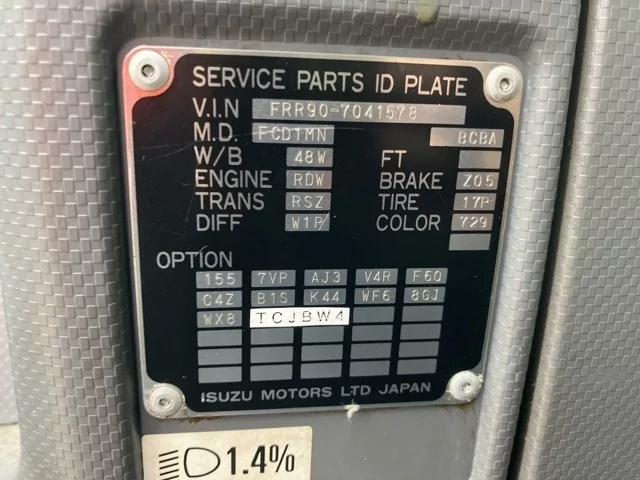 SERVICE PARTS ID PLATE
V.I.N FRR90-7041578
M.D. FCD1MN BCBA
W/B 48W FT
ENGINE RDW BRAKE Z05
TRANS RSZ TIRE 17P
DIFF W1P/ COLOR 729
OPTION
155 7VP AJ3 V4R F60
C4Z B1S K44 WF6 8GJ
WX8 TCJBW4
ISUZU MOTORS LTD JAPAN
1.4%